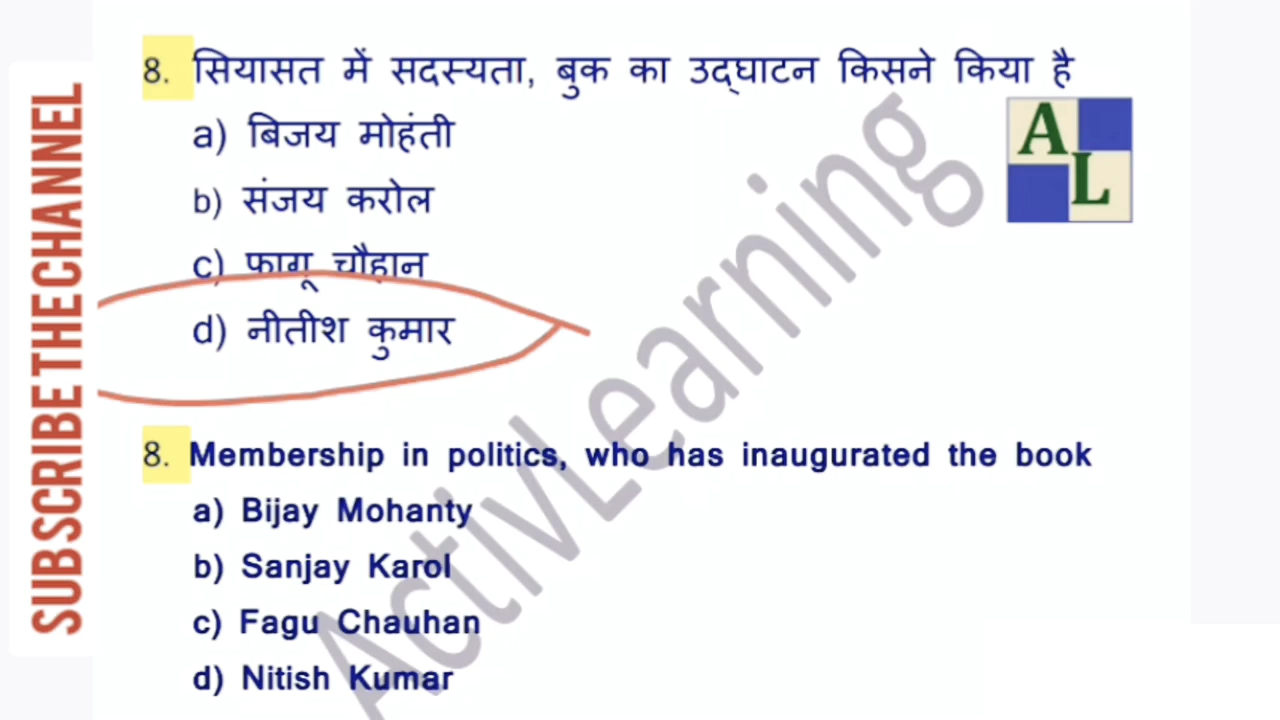 SUBSCRIBE THE CHANNEL
8. सियासत में सदस्यता, बुक का उद्घाटन किसने किया है
a) बिजय मोहंती
b) संजय करोल
c) फागू चौहान
d) नीतीश कुमार
A
L
8. Membership in politics, who has inaugurated the book
a) Bijay Mohanty
b) Sanjay Karol
c) Fagu Chauhan
d) Nitish Kumar
ActivLearning